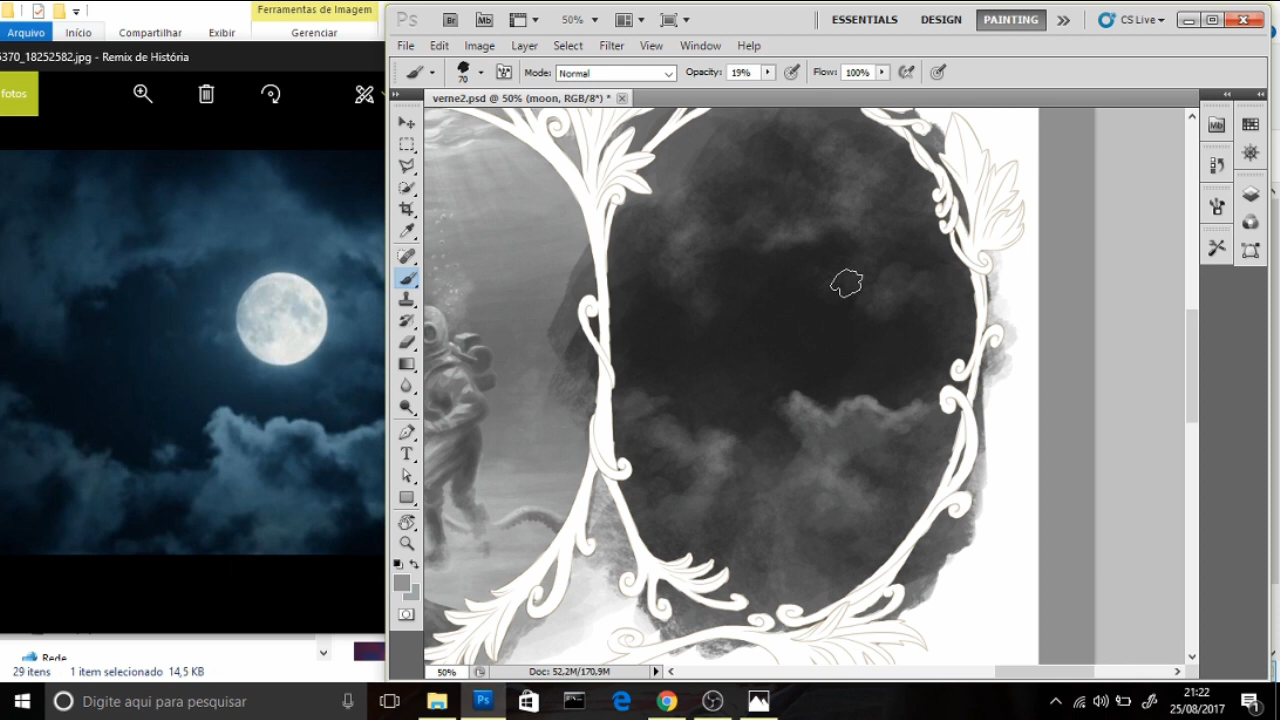 Ferramentas de Imagem
Arquivo Início Compartilhar Exibir Gerenciar
5370_18252582.jpg - Remix de História
fotos
Rede
29 itens 1 item selecionado 14,5 KB
Ps Br Mb 50% ESSENTIALS DESIGN PAINTING CS Live
File Edit Image Layer Select Filter View Window Help
70 Mode: Normal Opacity: 19% Flow: 100%
verne2.psd @ 50% (moon, RGB/8*) *
T
Mb
50% Doc: 52,2M/170,9M
Digite aqui para pesquisar
Ps
21:22
25/08/2017
1